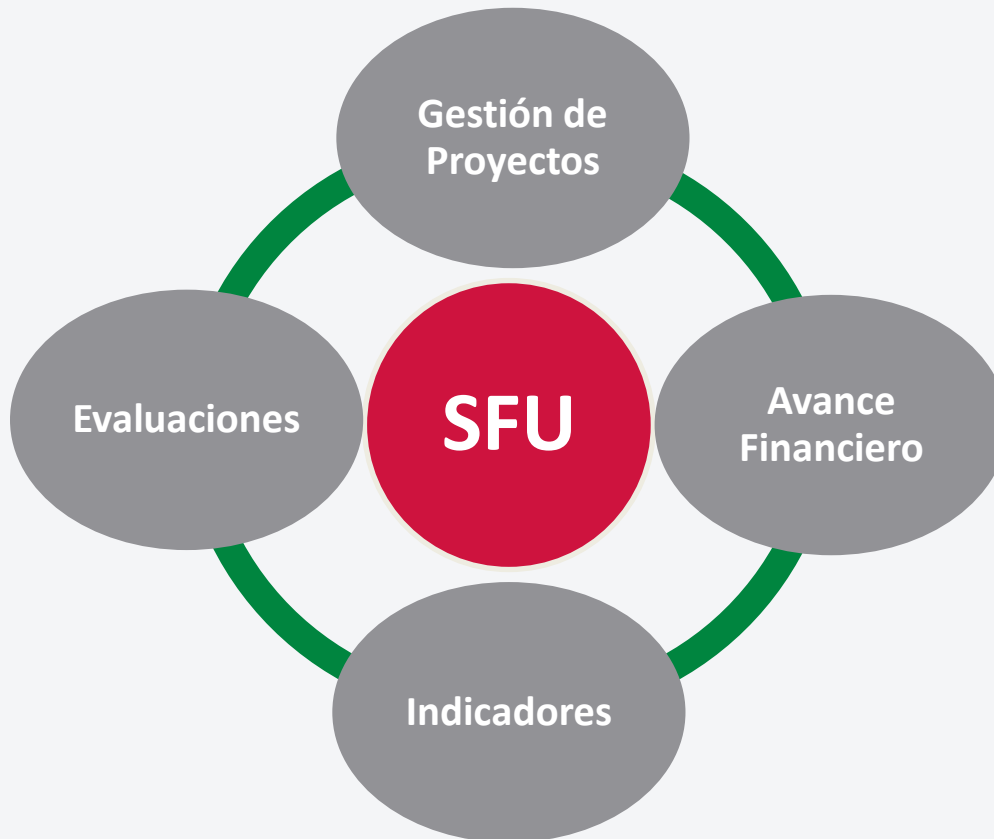 Gestión de
Proyectos
Evaluaciones
SFU
Avance
Financiero
Indicadores